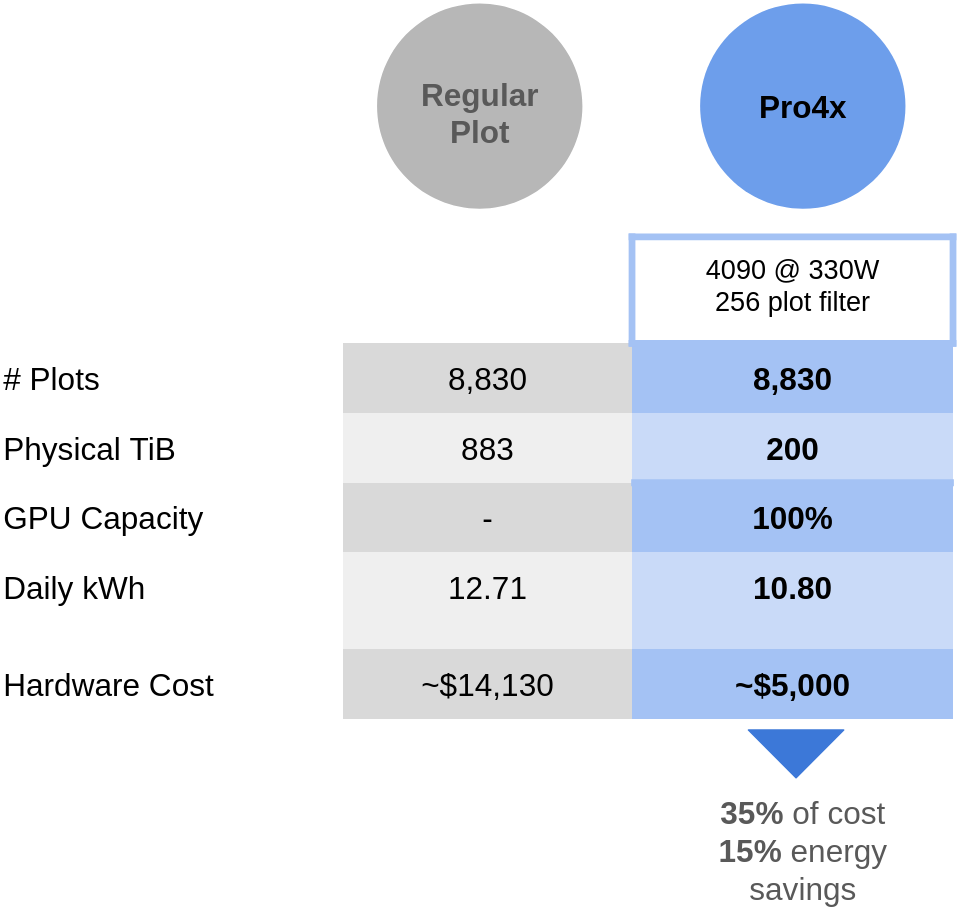 Regular
Plot
Pro4x
4090 @ 330W
256 plot filter
# Plots 8,830 8,830
Physical TiB 883 200
GPU Capacity - 100%
Daily kWh 12.71 10.80
Hardware Cost ~$14,130 ~$5,000
35% of cost
15% energy
savings